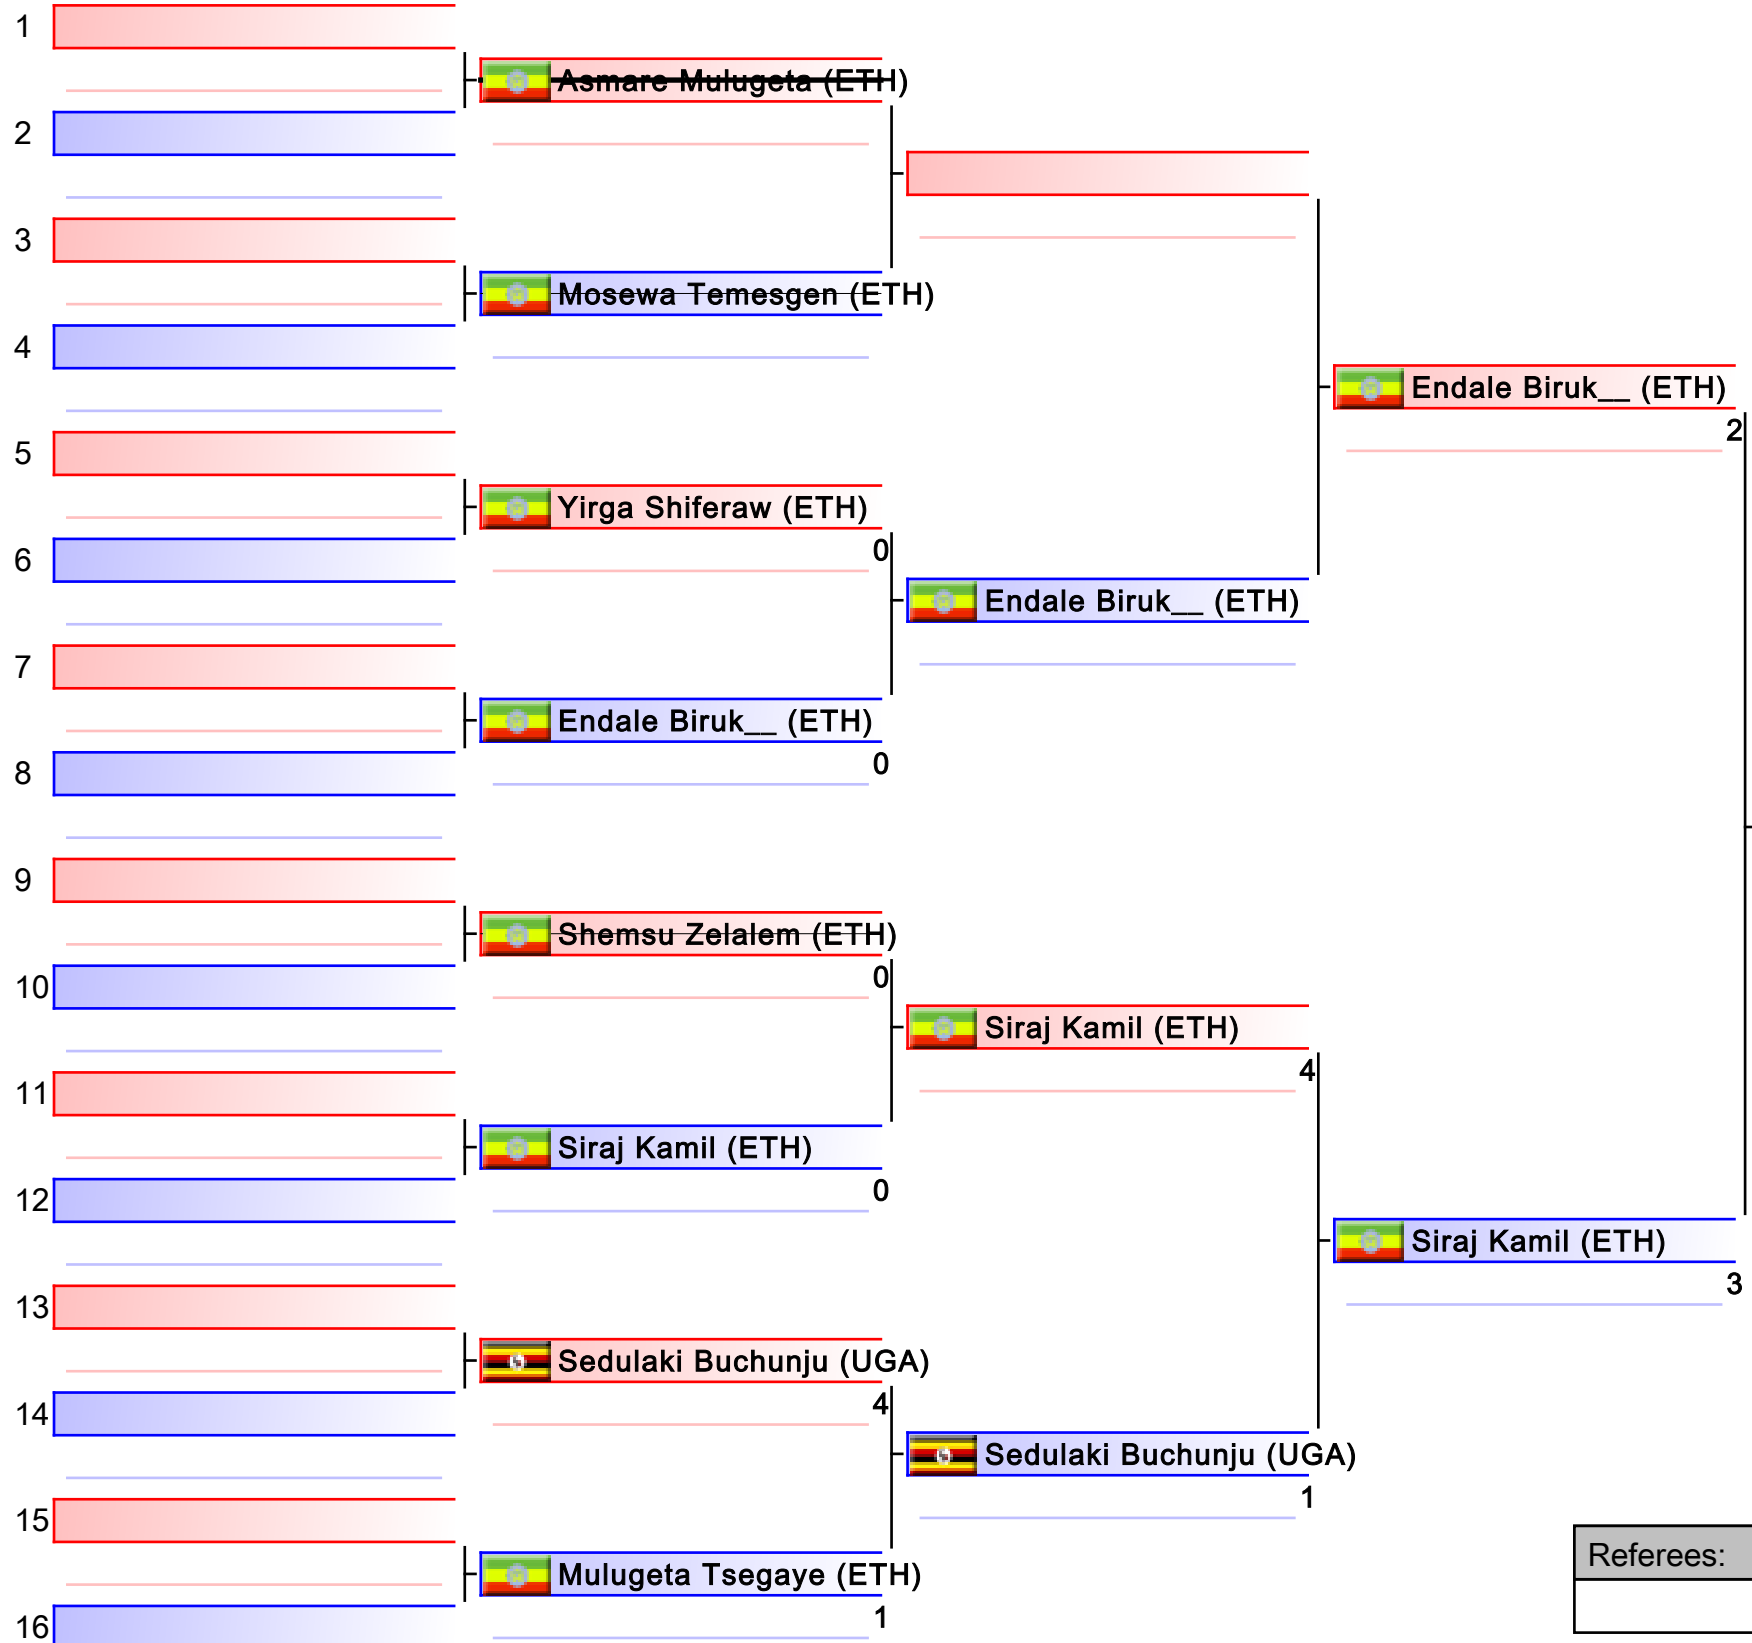 1
Asmare Mulugeta (ETH)
2
3
Mosewa Temesgen (ETH)
4
Endale Biruk__ (ETH)
2
5
Yirga Shiferaw (ETH)
0
6
Endale Biruk__ (ETH)
7
Endale Biruk__ (ETH)
0
8
9
Shemsu Zelalem (ETH)
0
10
Siraj Kamil (ETH)
4
11
Siraj Kamil (ETH)
0
12
Siraj Kamil (ETH)
3
13
Sedulaki Buchunju (UGA)
4
14
Sedulaki Buchunju (UGA)
1
15
Mulugeta Tsegaye (ETH)
1
16
Referees: